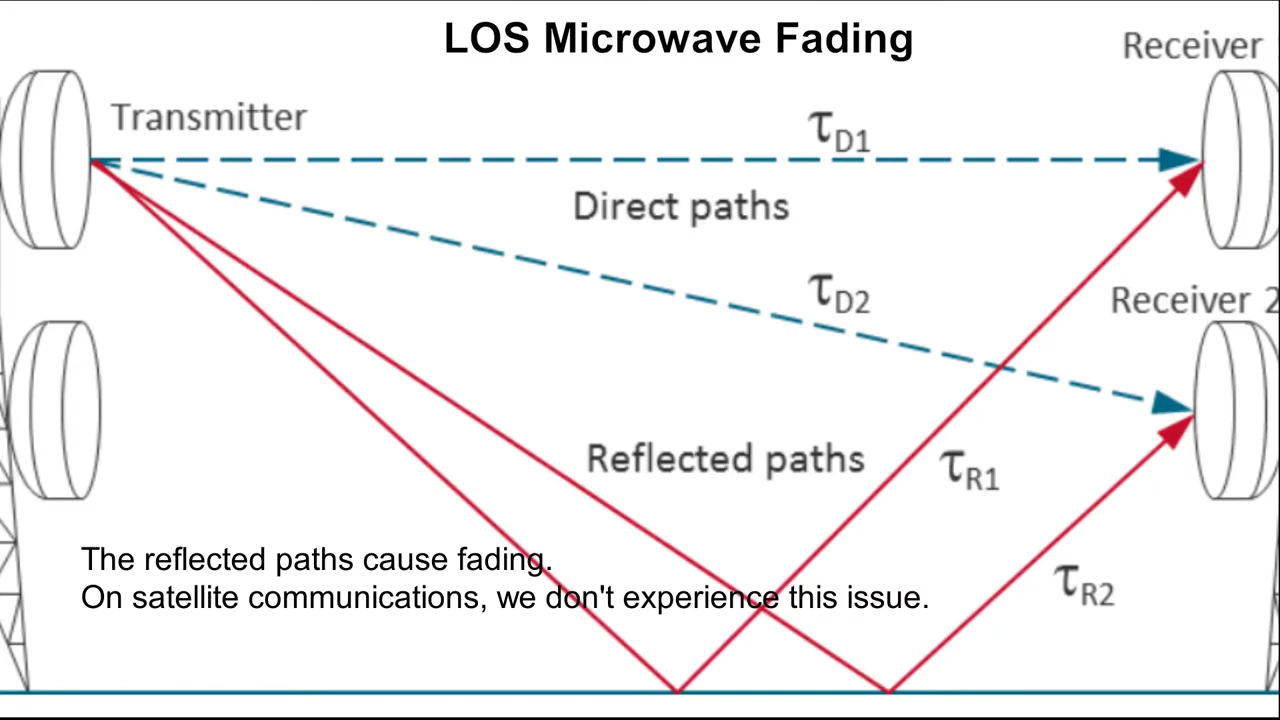 LOS Microwave Fading
Receiver
Transmitter
τD1
Direct paths
τD2
Receiver 2
Reflected paths
τR1
The reflected paths cause fading.
On satellite communications, we don't experience this issue.
τR2